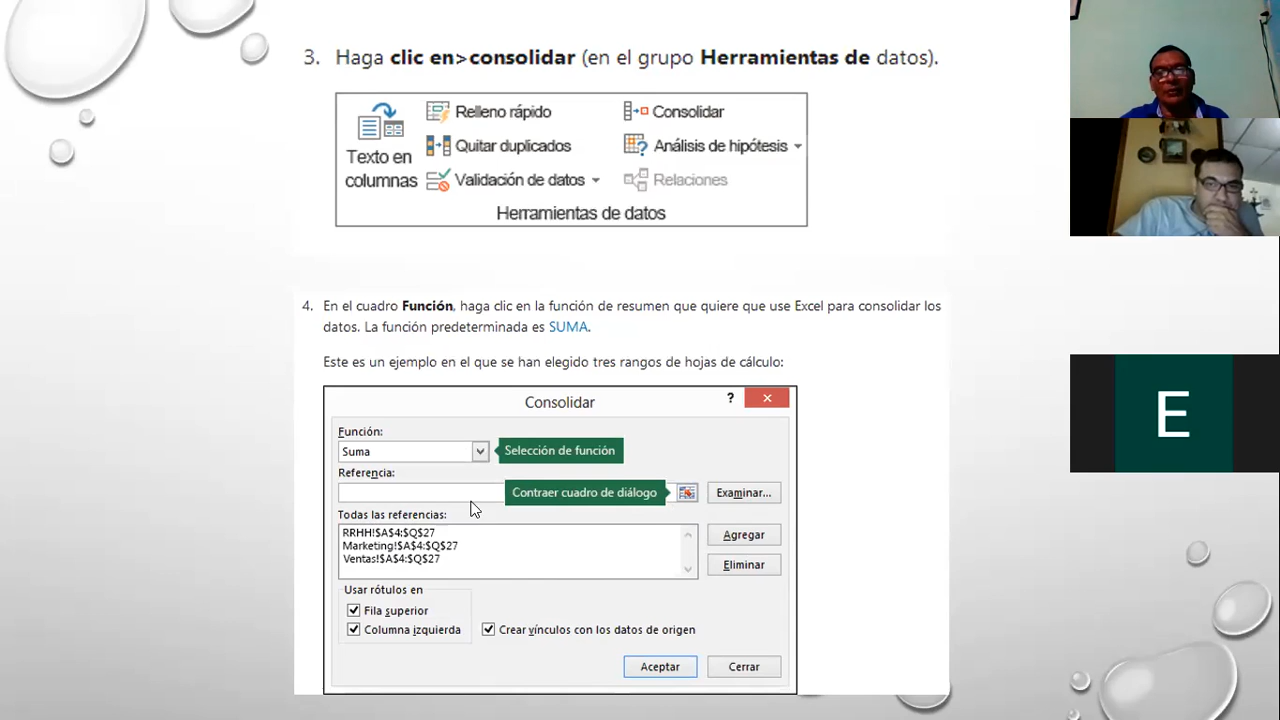 3. Haga clic en>consolidar (en el grupo Herramientas de datos).
Texto en
columnas
Relleno rápido
Quitar duplicados
Validación de datos
Consolidar
Análisis de hipótesis
Relaciones
Herramientas de datos
4. En el cuadro Función, haga clic en la función de resumen que quiere que use Excel para consolidar los
datos. La función predeterminada es SUMA.
Este es un ejemplo en el que se han elegido tres rangos de hojas de cálculo:
Consolidar
?
Función:
Suma
Selección de función
Referencia:
Contraer cuadro de diálogo
Examinar...
Todas las referencias:
RRHH!$A$4:$Q$27
Marketing!$A$4:$Q$27
Ventas!$A$4:$Q$27
Agregar
Eliminar
Usar rótulos en
Fila superior
Columna izquierda
Crear vínculos con los datos de origen
Aceptar
Cerrar
E